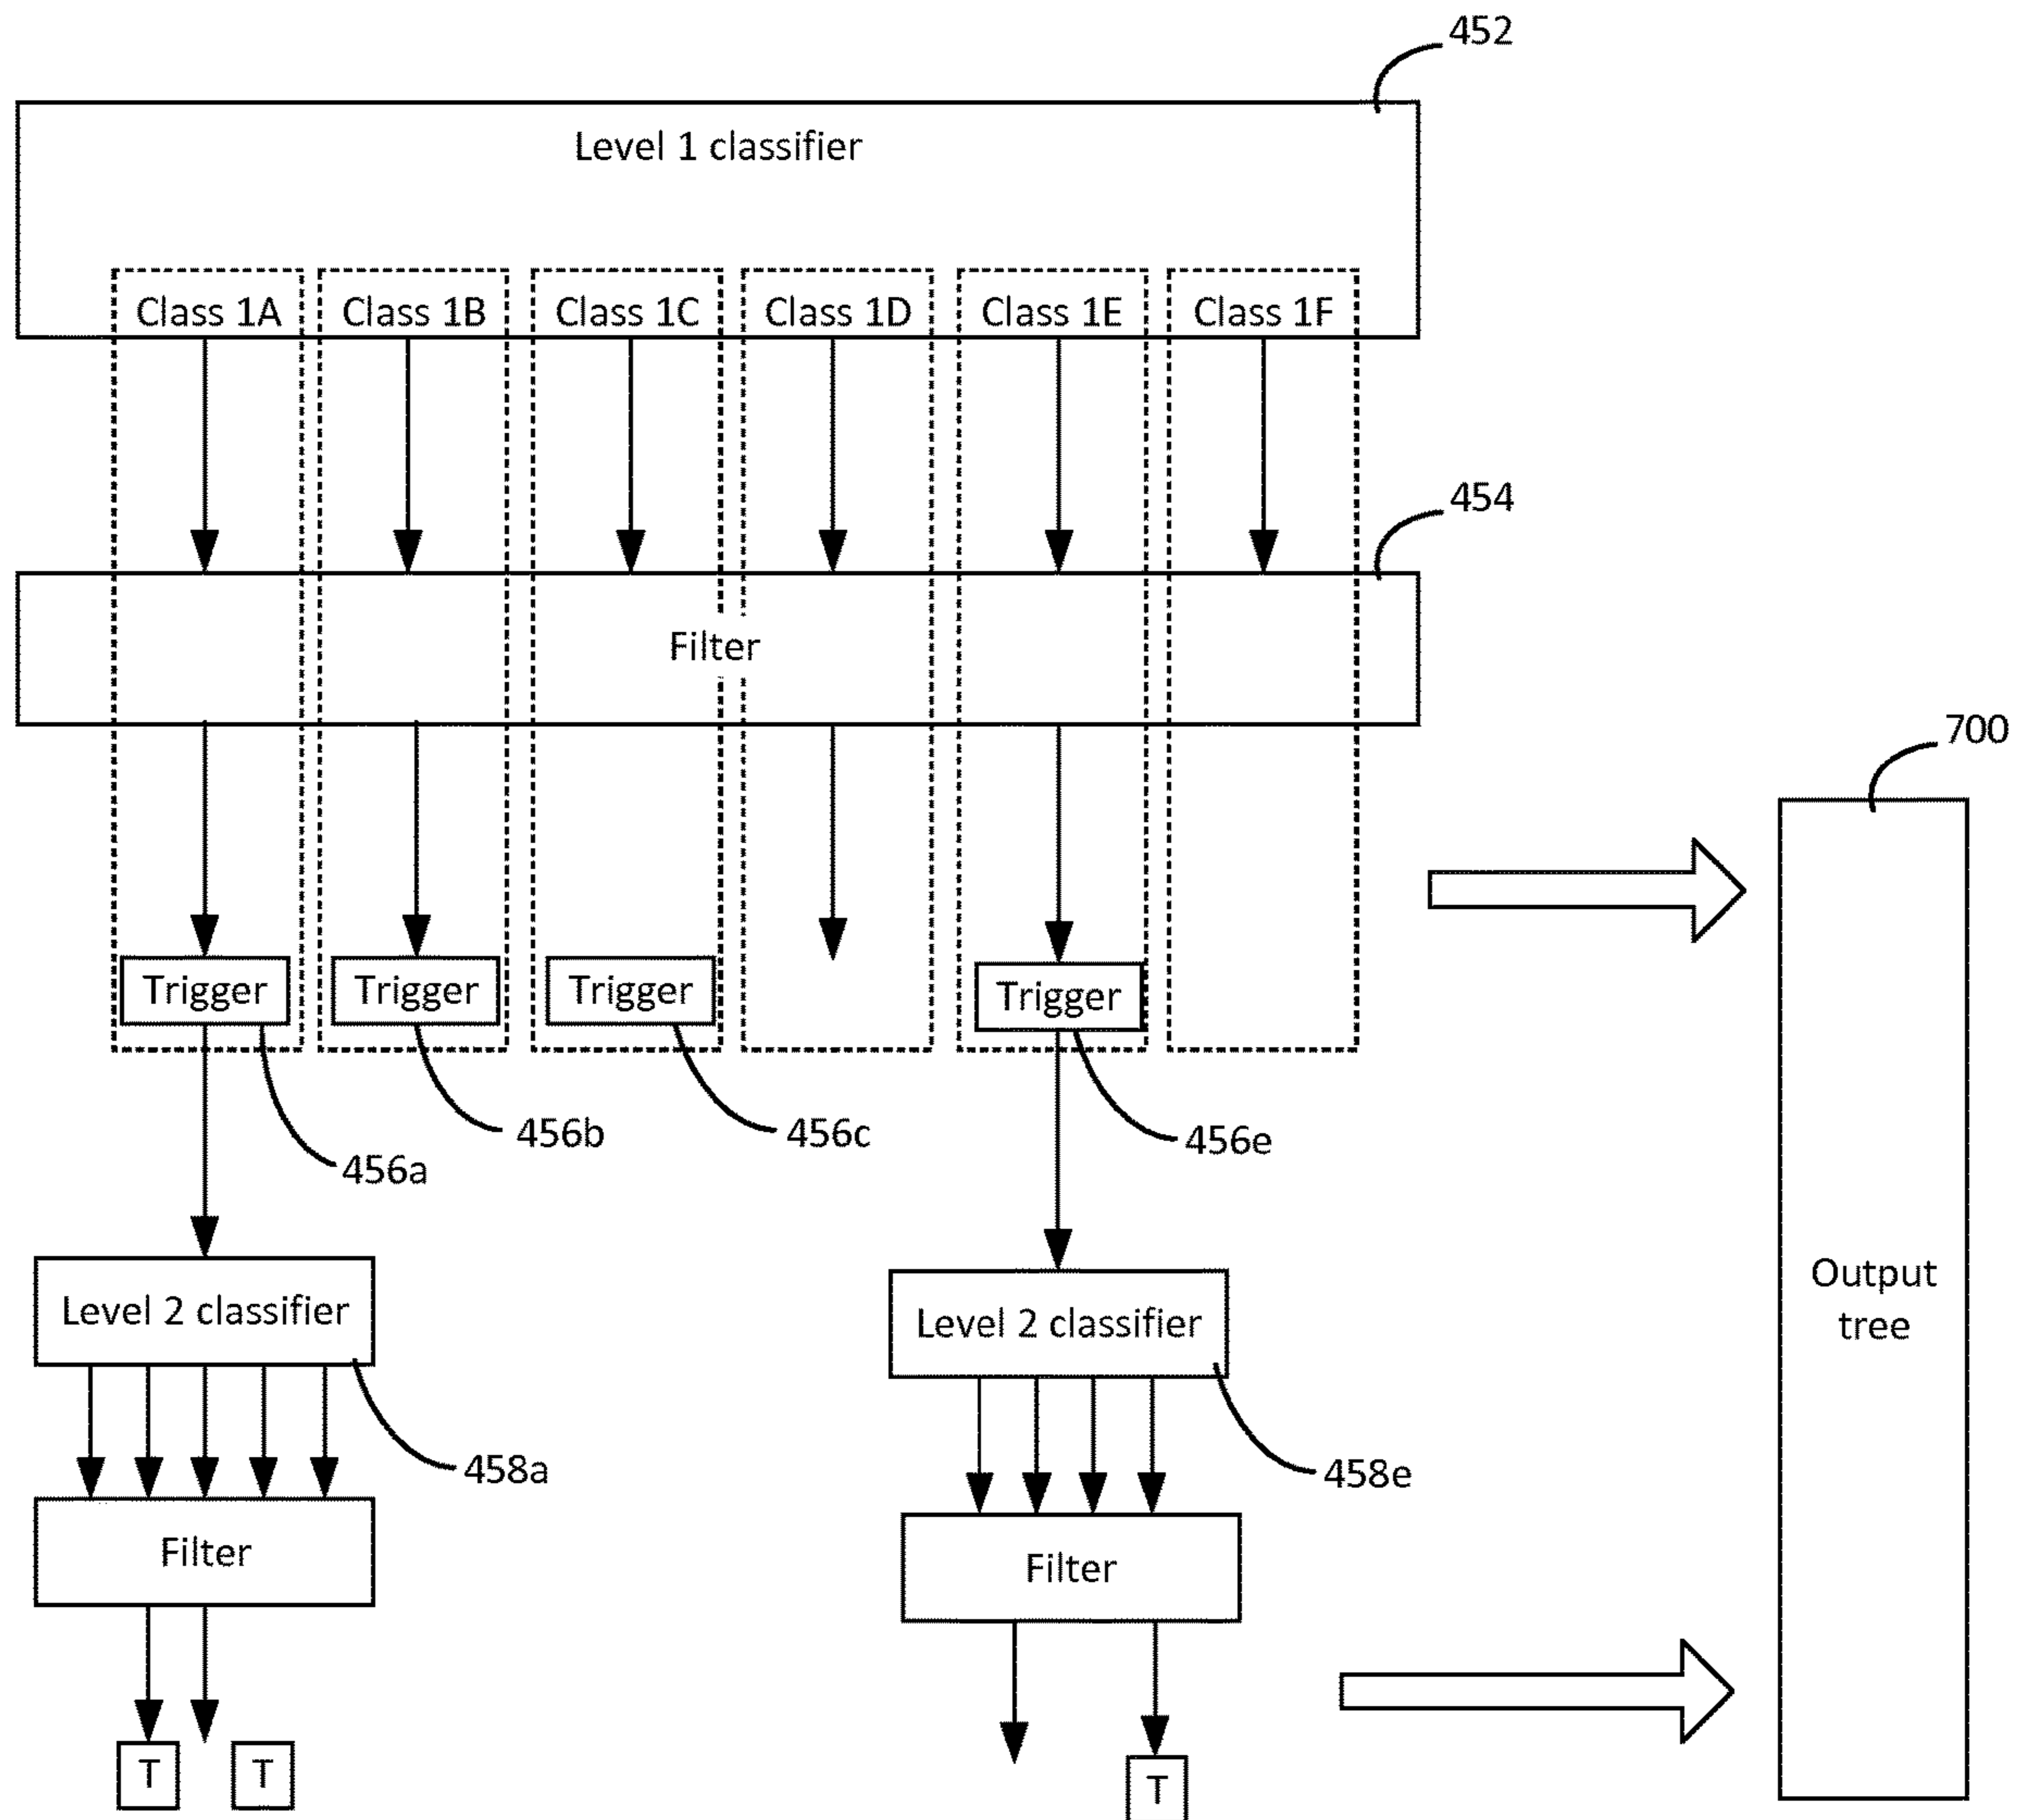 452
Level 1 classifier
Class 1A Class 1B Class 1C Class 1D Class 1E Class 1F
454
Filter
700
Trigger Trigger Trigger Trigger
456b 456c 456e
456a
Output
tree
Level 2 classifier Level 2 classifier
458a 458e
Filter Filter
T T T